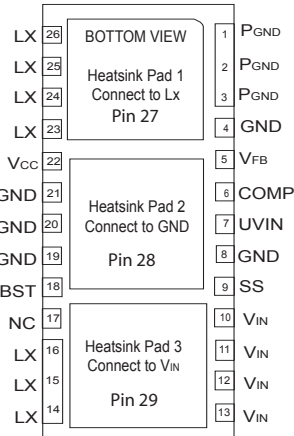 BOTTOM VIEW
Heatsink Pad 1
Connect to Lx
Pin 27
Heatsink Pad 2
Connect to GND
Pin 28
Heatsink Pad 3
Connect to VIN
Pin 29
LX 26
LX 25
LX 24
LX 23
VCC 22
GND 21
GND 20
GND 19
BST 18
NC 17
LX 16
LX 15
LX 14
1 PGND
2 PGND
3 PGND
4 GND
5 VFB
6 COMP
7 UVIN
8 GND
9 SS
10 VIN
11 VIN
12 VIN
13 VIN